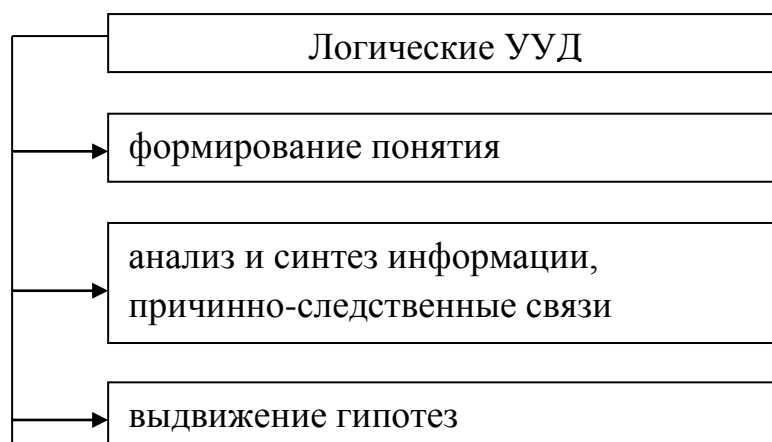 Логические УУД
формирование понятия
анализ и синтез информации,
причинно-следственные связи
выдвижение гипотез